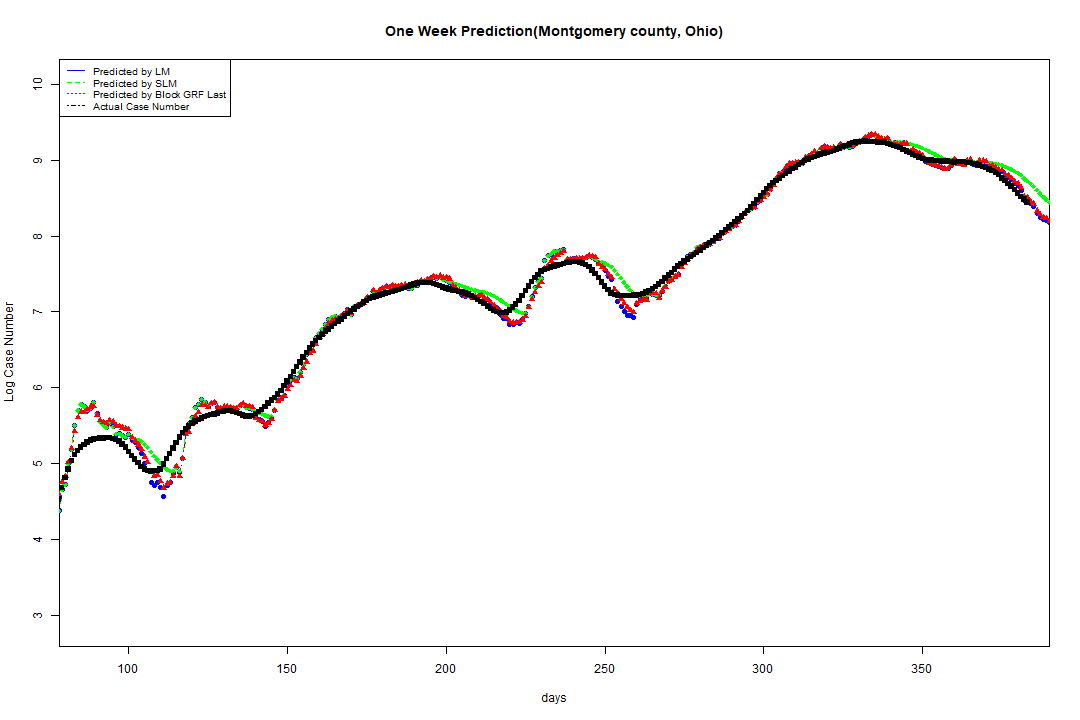 One Week Prediction(Montgomery county, Ohio)
Predicted by LM
Predicted by SLM
Predicted by Block GRF Last
Actual Case Number
10
9
8
7
6
5
4
3
Log Case Number
100 150 200 250 300 350
days